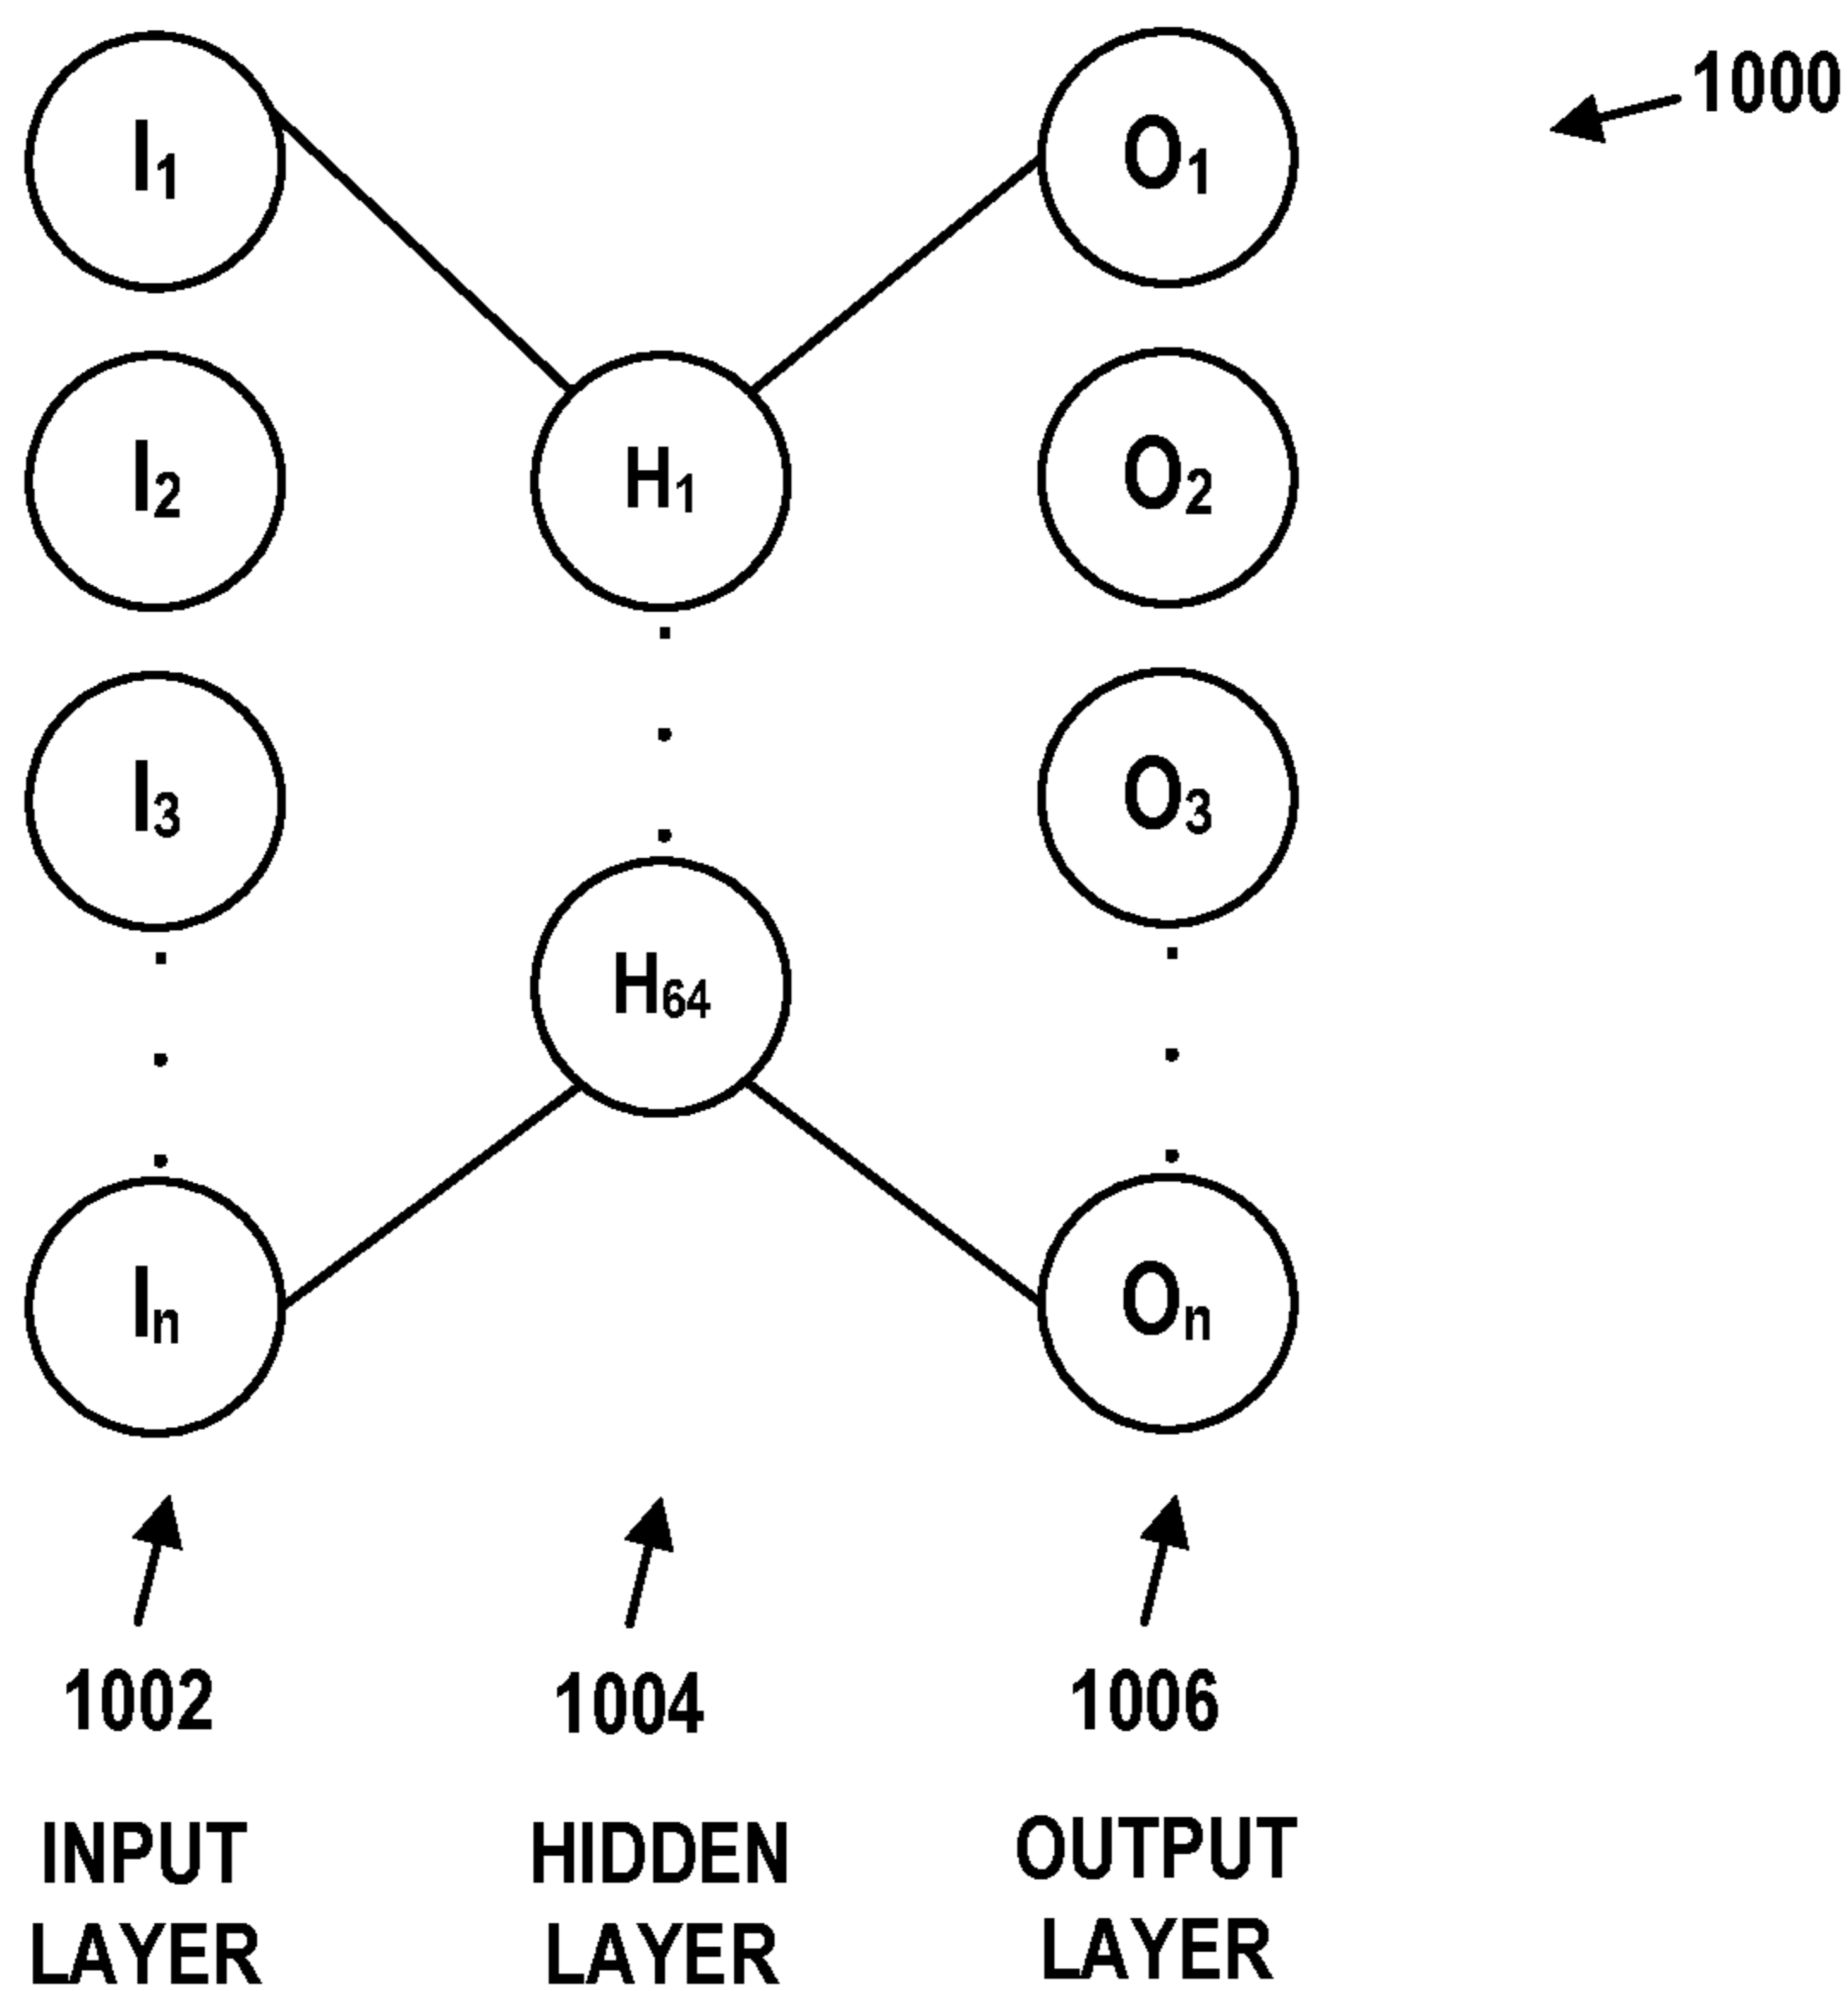 I1
O1
1000
I2
H1
O2
I3
O3
H64
In
On
1002
1004
1006
INPUT LAYER
HIDDEN LAYER
OUTPUT LAYER